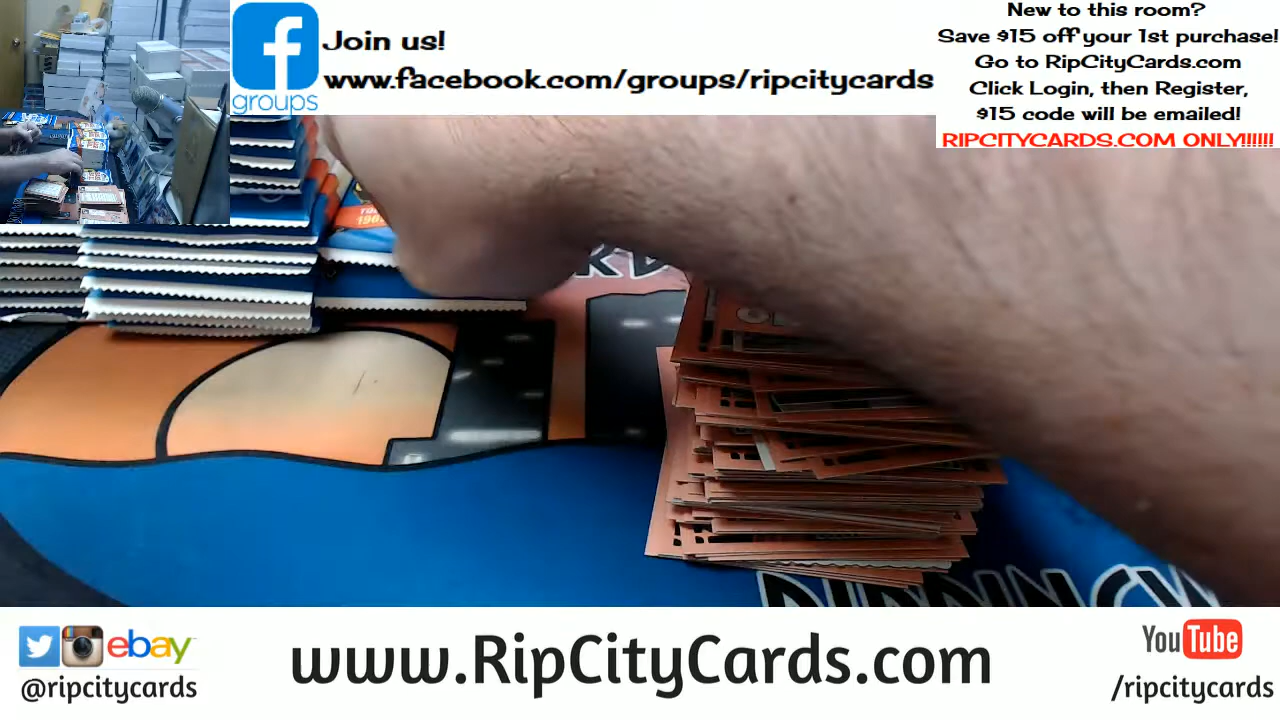 Join us!
www.facebook.com/groups/ripcitycards
groups
New to this room?
Save $15 off your 1st purchase!
Go to RipCityCards.com
Click Login, then Register,
$15 code will be emailed!
RIPCITYCARDS.COM ONLY!!!!!!
ebay
@ripcitycards
www.RipCityCards.com
YouTube
/ripcitycards